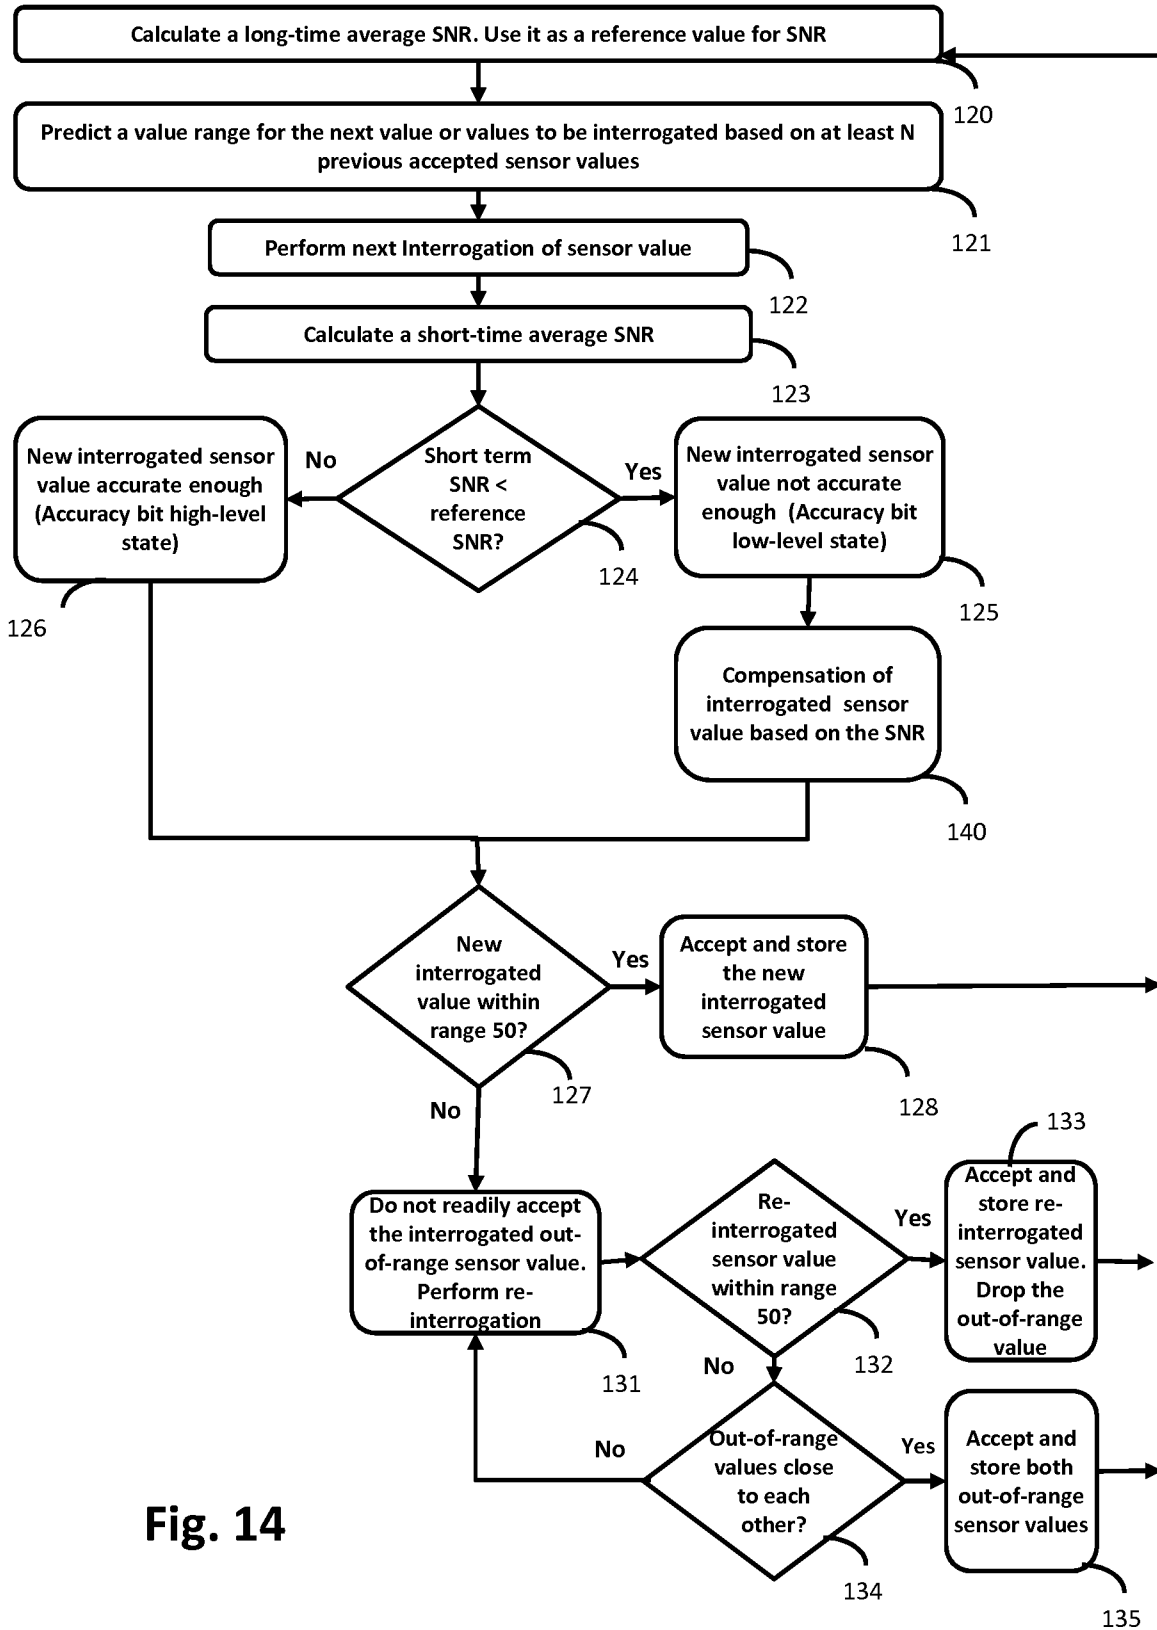 Calculate a long-time average SNR. Use it as a reference value for SNR
120
Predict a value range for the next value or values to be interrogated based on at least N
previous accepted sensor values
121
Perform next Interrogation of sensor value
122
Calculate a short-time average SNR
123
Short term
SNR <
reference
SNR?
124
No
Yes
New interrogated sensor
value accurate enough
(Accuracy bit high-level
state)
126
New interrogated sensor
value not accurate
enough (Accuracy bit
low-level state)
125
Compensation of
interrogated sensor
value based on the SNR
140
New
interrogated
value within
range 50?
127
Yes
Accept and store
the new
interrogated
sensor value
128
No
Do not readily accept
the interrogated out-
of-range sensor value.
Perform re-
interrogation
131
Re-
interrogated
sensor value
within range
50?
132
Yes
133
Accept and
store re-
interrogated
sensor value.
Drop the
out-of-range
value
No
Out-of-range
values close
to each
other?
134
No
Yes
Accept and
store both
out-of-range
sensor values
135
Fig. 14